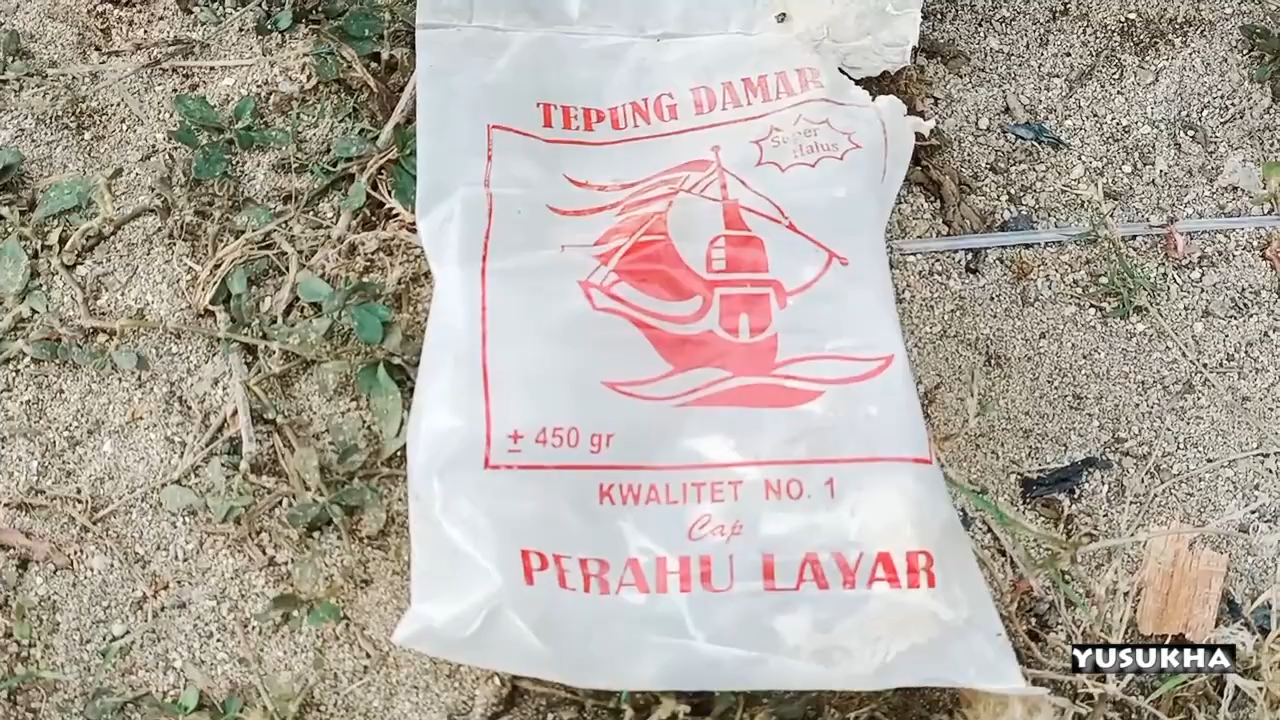 TEPUNG DAMAR
Super
Halus
± 450 gr
KWALITET NO. 1
Cap
PERAHU LAYAR
YUSUKHA